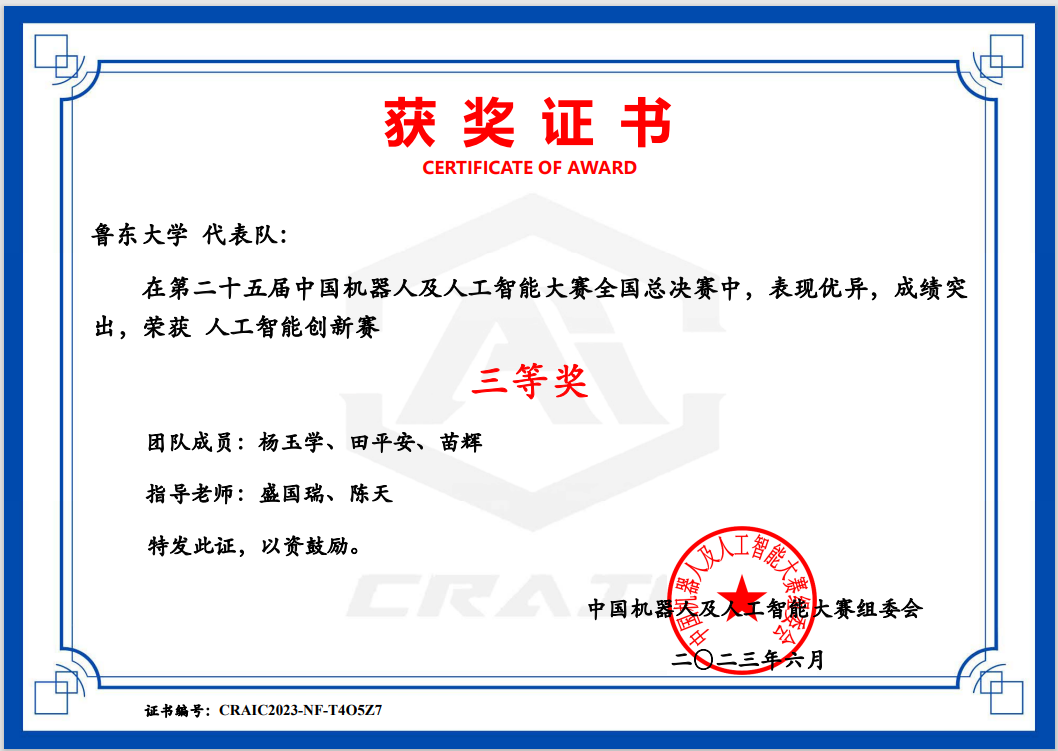 获奖证书
CERTIFICATE OF AWARD
鲁东大学 代表队：
在第二十五届中国机器人及人工智能大赛全国总决赛中，表现优异，成绩突
出，荣获 人工智能创新赛
三等奖
团队成员：杨玉学、田平安、苗辉
指导老师：盛国瑞、陈天
特发此证，以资鼓励。
中国机器人及人工智能大赛组委会
中国机器人及人工智能大赛组委会
二〇二三年六月
证书编号：CRAIC2023-NF-T4O5Z7
Ai
CRAIC